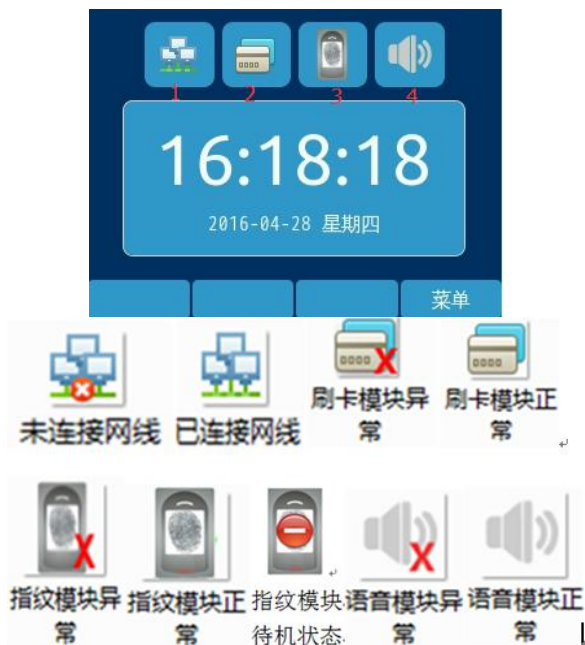 1 2 3 4
16:18:18
2016-04-28 星期四
菜单
未连接网线 已连接网线 刷卡模块异 刷卡模块正
常 常
指纹模块异 指纹模块正 指纹模块 语音模块异 语音模块正
常 常 待机状态 常 常